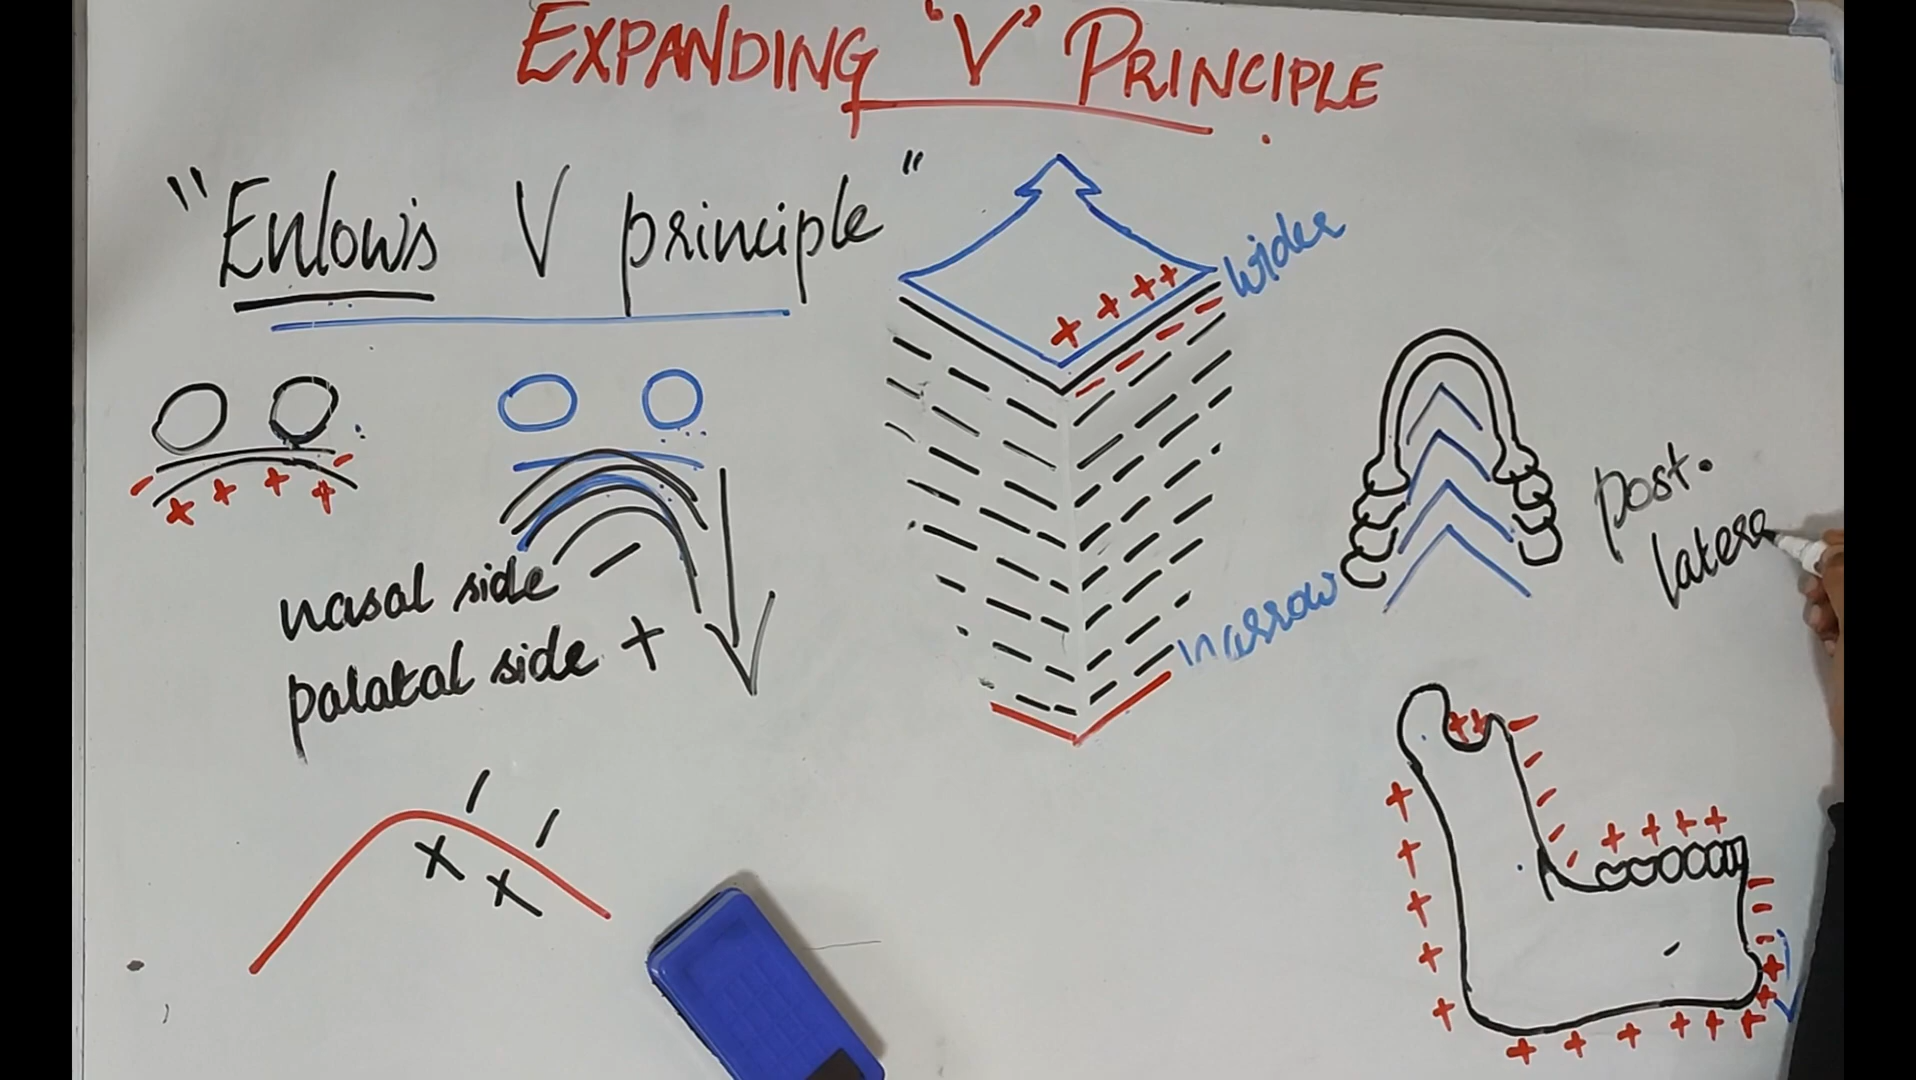 EXPANDING 'V' PRINCIPLE
"Enlow's V principle"
wider
narrow
nasal side –
palatal side +
post.
latera